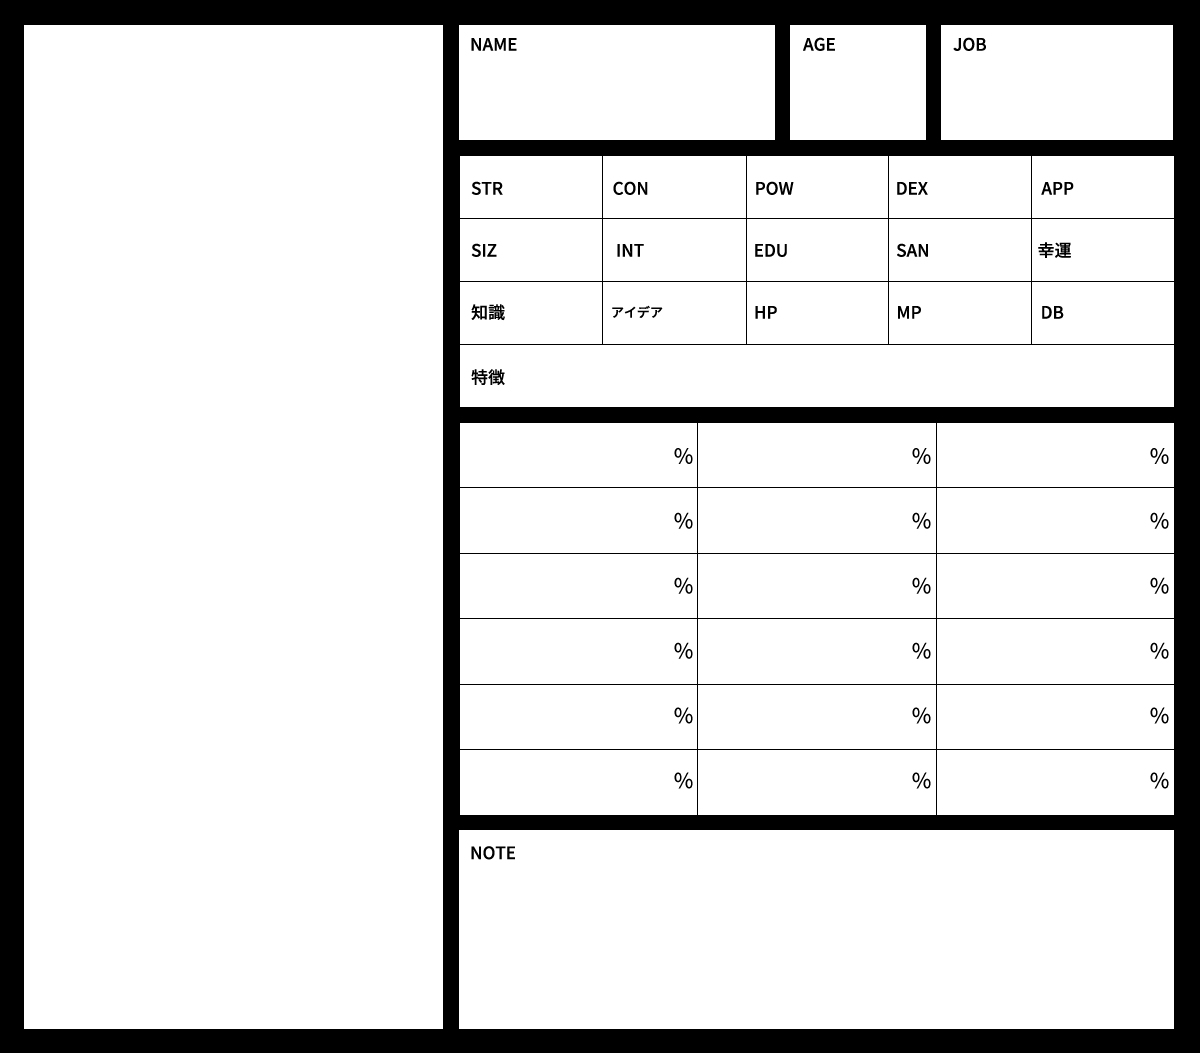 NAME AGE JOB
STR CON POW DEX APP
SIZ INT EDU SAN 幸運
知識 アイデア HP MP DB
特徴
% % %
% % %
% % %
% % %
% % %
% % %
NOTE